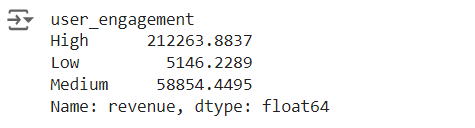 user_engagement
High      212263.8837
Low         5146.2289
Medium     58854.4495
Name: revenue, dtype: float64